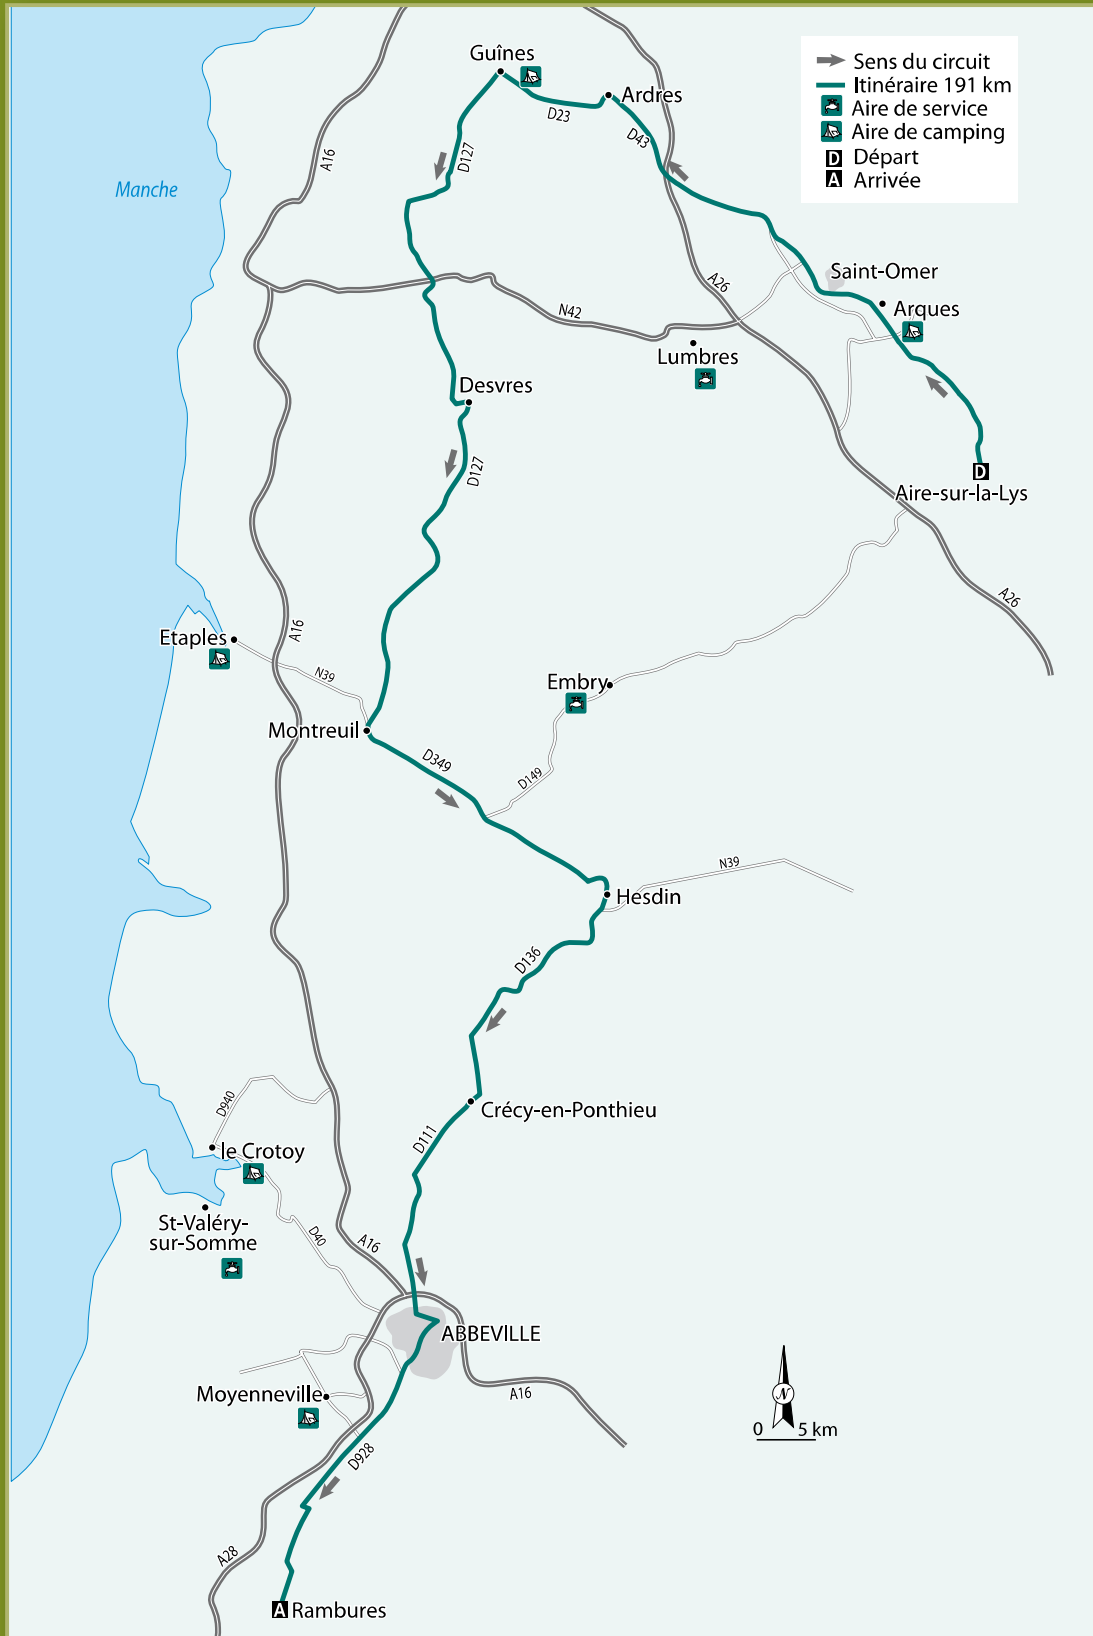 Guînes
Sens du circuit
Itinéraire 191 km
Aire de service
Aire de camping
D Départ
A Arrivée
Ardres
D23
D43
D127
A16
Manche
Saint-Omer
A26
Arques
N42
Lumbres
Desvres
D127
D
Aire-sur-la-Lys
A26
A16
Etaples
N39
Embry
Montreuil
D349
D149
N39
Hesdin
D136
D940
Crécy-en-Ponthieu
D111
le Crotoy
St-Valéry-
sur-Somme
D40
A16
ABBEVILLE
Moyenneville
A16
N
0 5 km
D928
A28
A Rambures